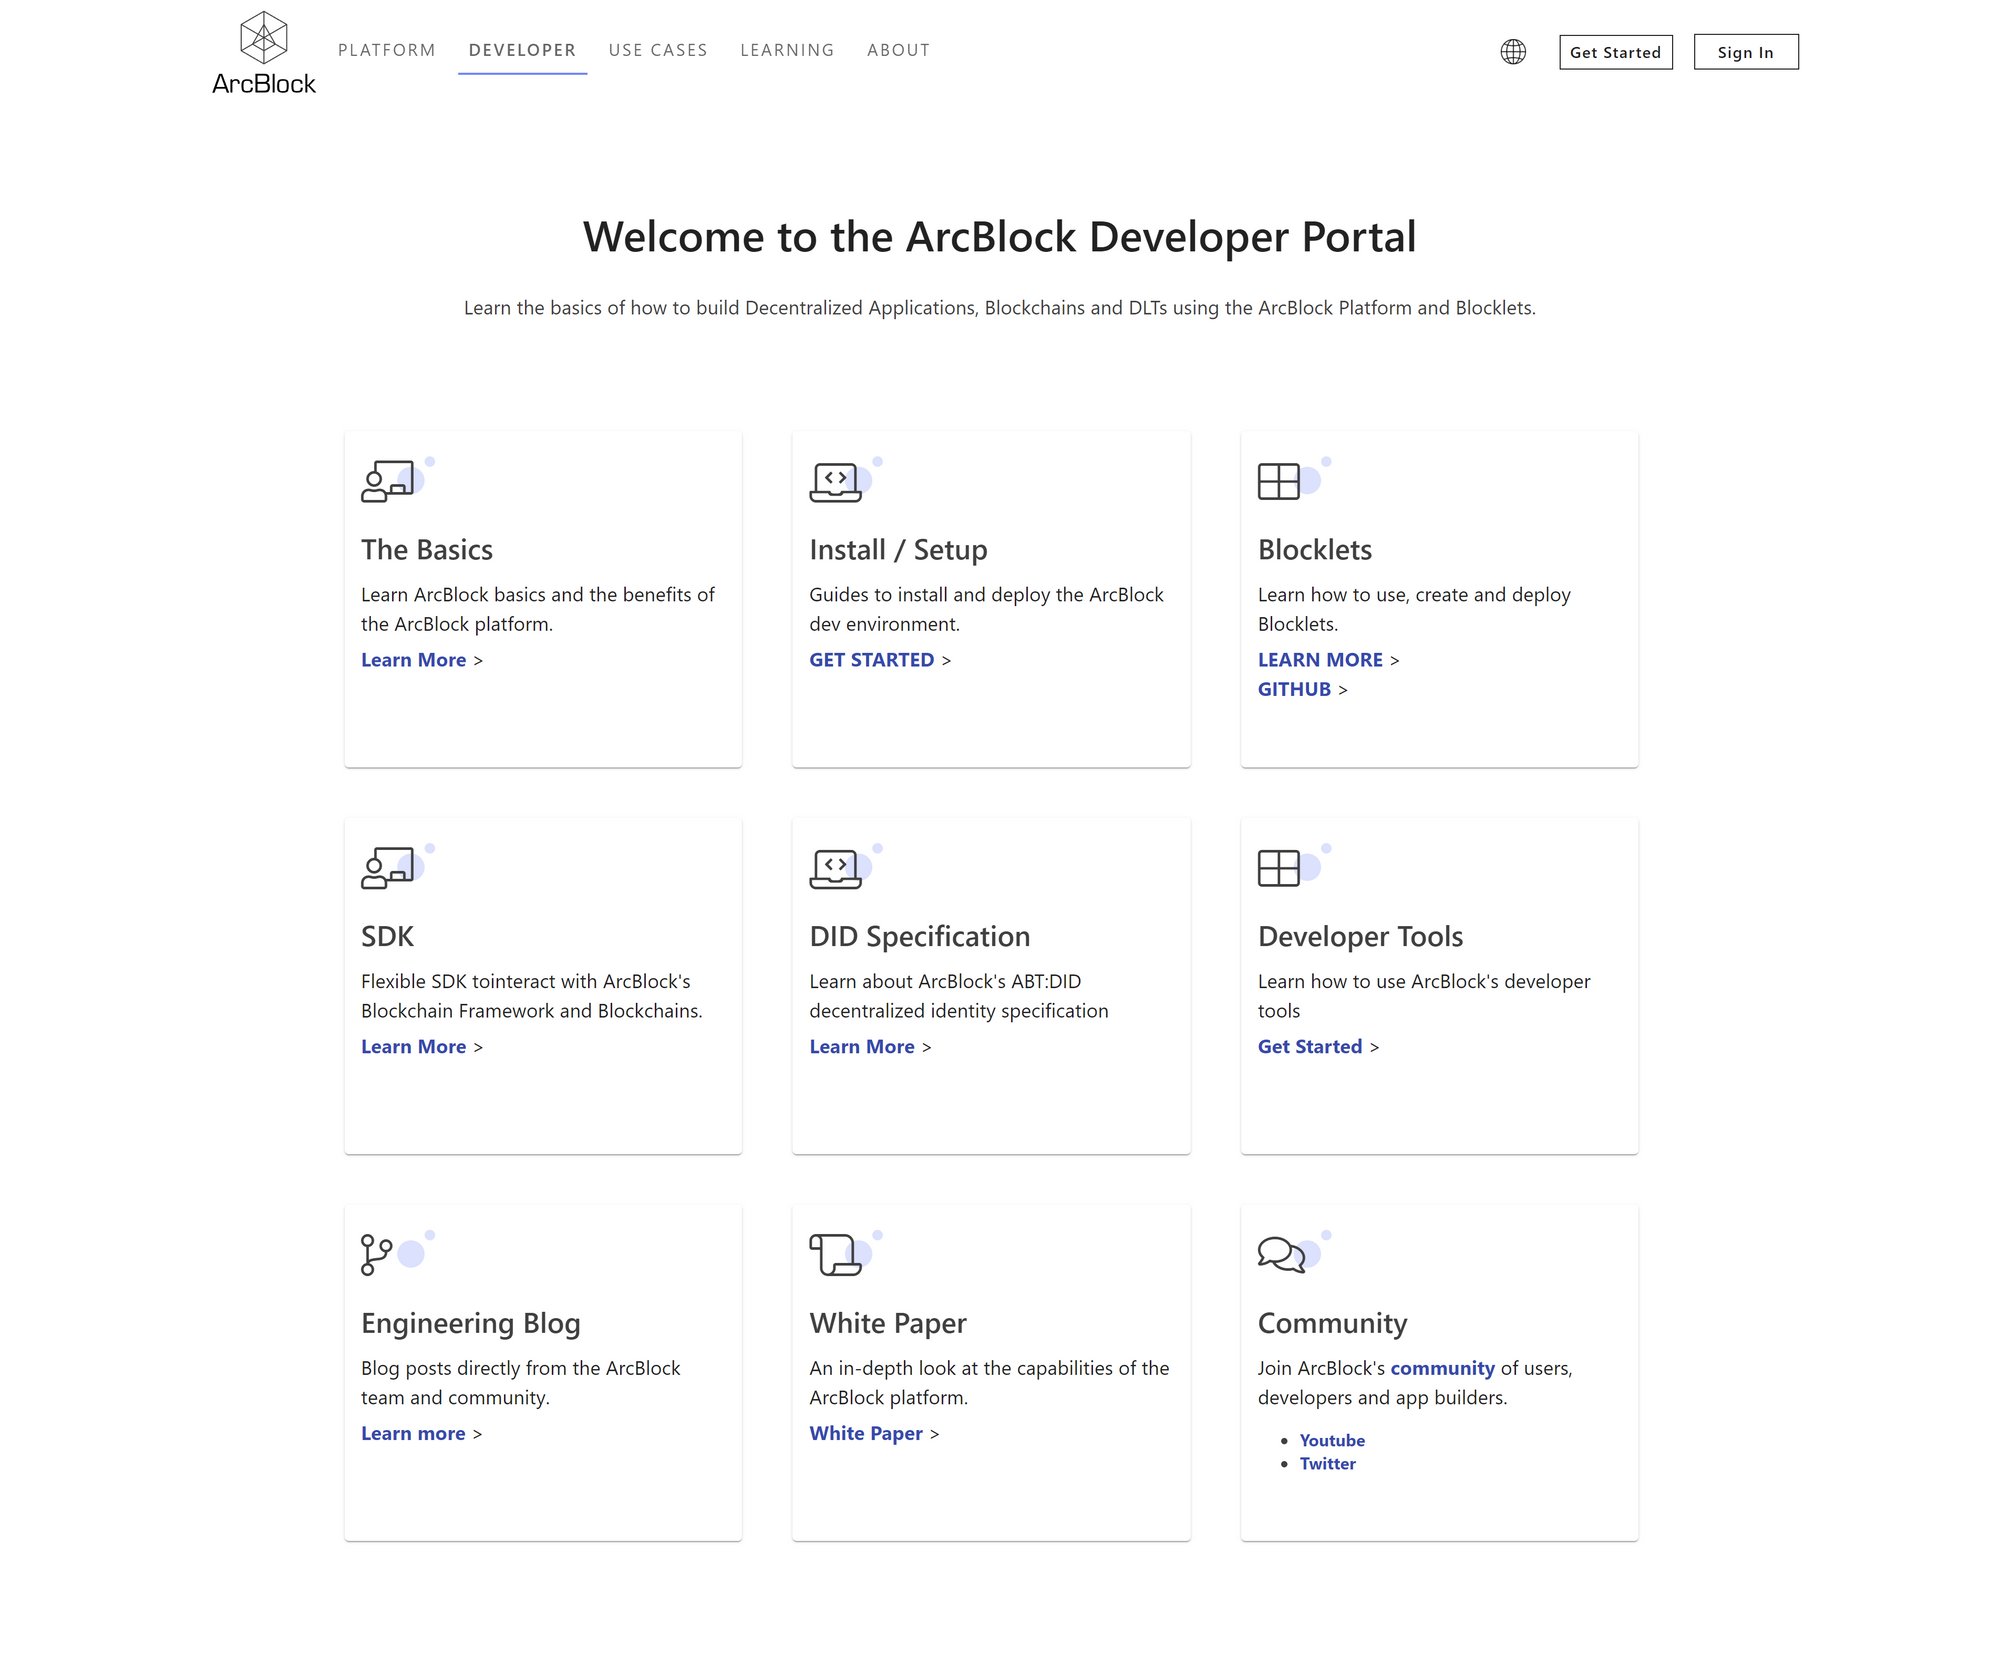 ArcBlock
PLATFORM DEVELOPER USE CASES LEARNING ABOUT
Get Started Sign In
Welcome to the ArcBlock Developer Portal
Learn the basics of how to build Decentralized Applications, Blockchains and DLTs using the ArcBlock Platform and Blocklets.
The Basics
Learn ArcBlock basics and the benefits of
the ArcBlock platform.
Learn More >
Install / Setup
Guides to install and deploy the ArcBlock
dev environment.
GET STARTED >
Blocklets
Learn how to use, create and deploy
Blocklets.
LEARN MORE >
GITHUB >
SDK
Flexible SDK tointeract with ArcBlock's
Blockchain Framework and Blockchains.
Learn More >
DID Specification
Learn about ArcBlock's ABT:DID
decentralized identity specification
Learn More >
Developer Tools
Learn how to use ArcBlock's developer
tools
Get Started >
Engineering Blog
Blog posts directly from the ArcBlock
team and community.
Learn more >
White Paper
An in-depth look at the capabilities of the
ArcBlock platform.
White Paper >
Community
Join ArcBlock's community of users,
developers and app builders.
• Youtube
• Twitter